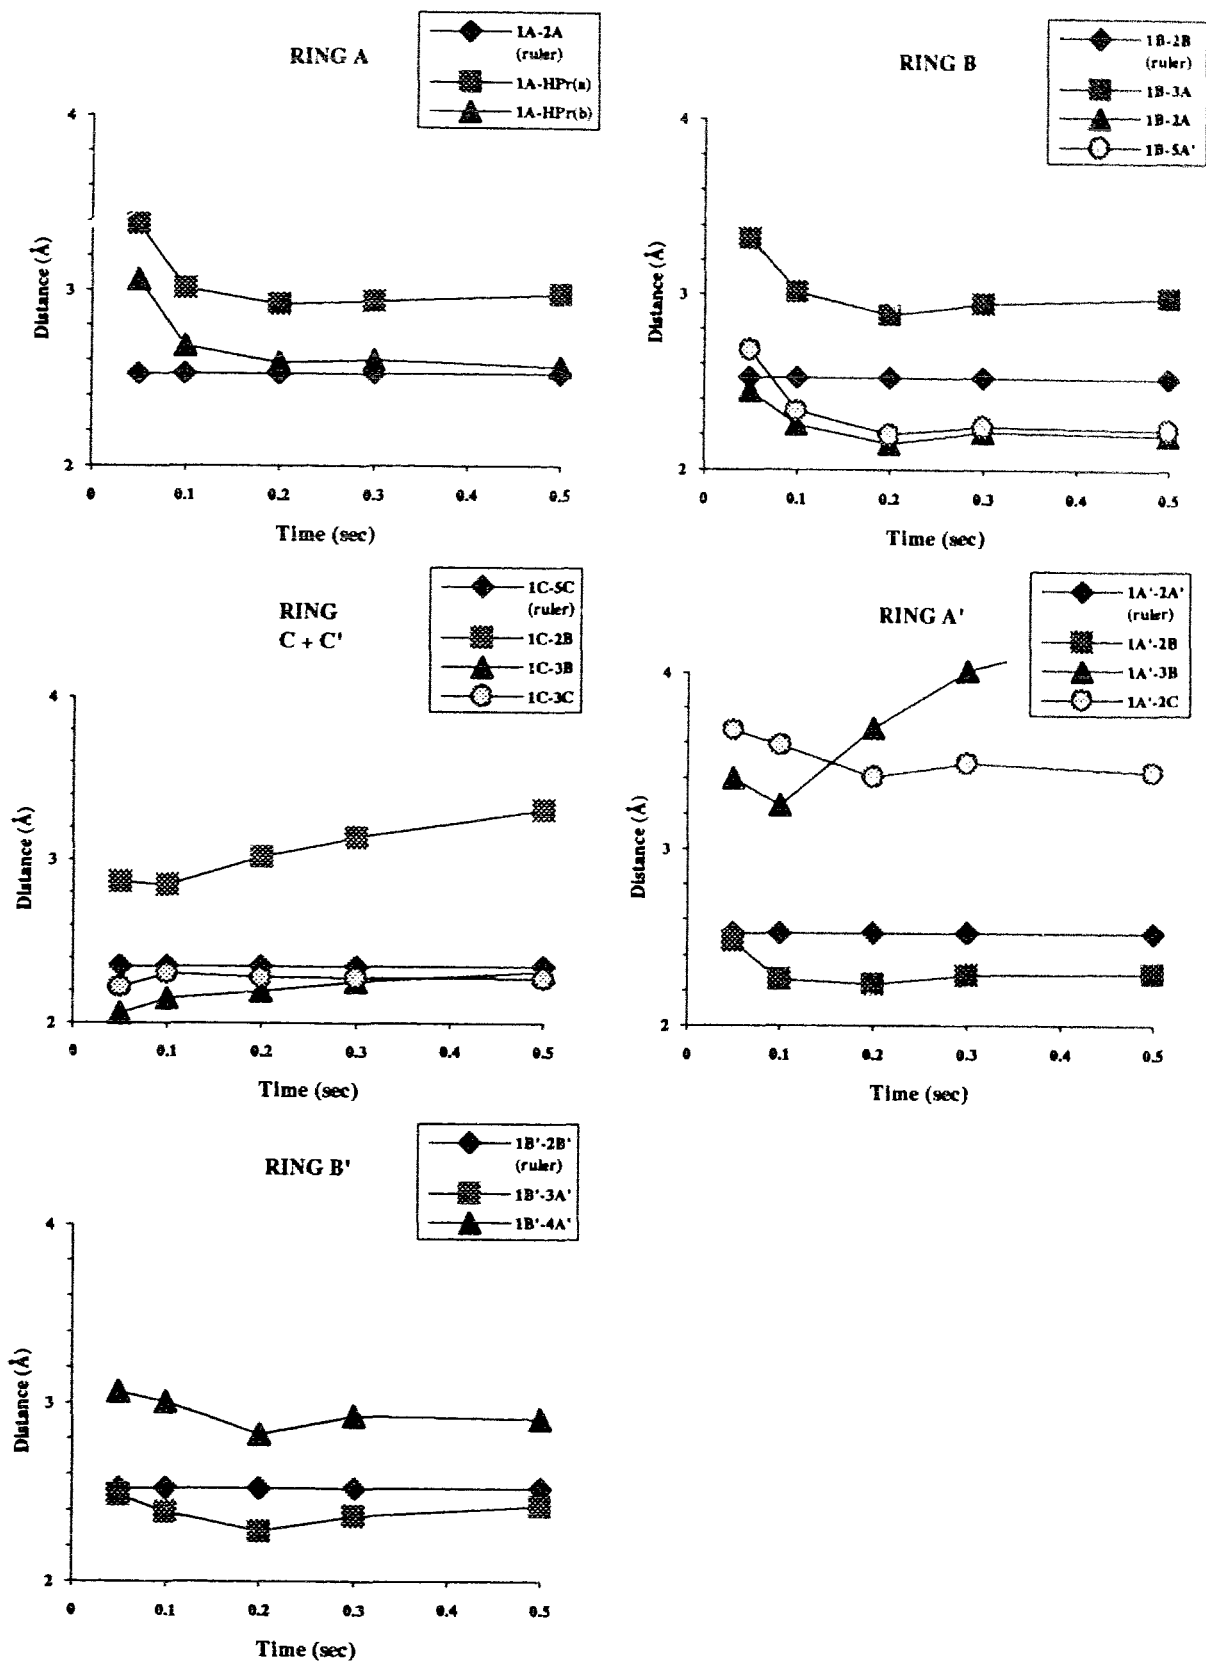 RING A
1A-2A
(ruler)
1A-HPr(a)
1A-HPr(b)
Distance (Å)
4
3
2
0
0.1
0.2
0.3
0.4
0.5
Time (sec)
RING B
1B-2B
(ruler)
1B-3A
1B-2A
1B-5A'
Distance (Å)
4
3
2
0
0.1
0.2
0.3
0.4
0.5
Time (sec)
RING
C + C'
1C-5C
(ruler)
1C-2B
1C-3B
1C-3C
Distance (Å)
4
3
2
0
0.1
0.2
0.3
0.4
0.5
Time (sec)
RING A'
1A'-2A'
(ruler)
1A'-2B
1A'-3B
1A'-2C
Distance (Å)
4
3
2
0
0.1
0.2
0.3
0.4
0.5
Time (sec)
RING B'
1B'-2B'
(ruler)
1B'-3A'
1B'-4A'
Distance (Å)
4
3
2
0
0.1
0.2
0.3
0.4
0.5
Time (sec)